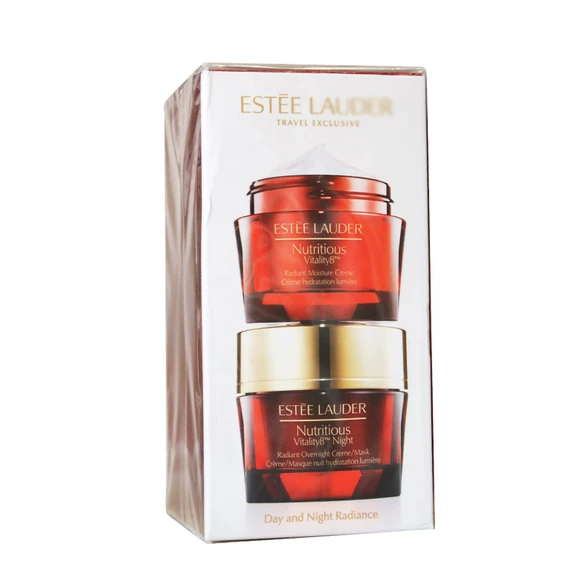 ESTĒE LAUDER
TRAVEL EXCLUSIVE
ESTĒE LAUDER
Nutritious
Vitality8™
Radiant Moisture Creme
Crème hydratation lumière
ESTĒE LAUDER
Nutritious
Vitality8™ Night
Radiant Overnight Creme/Mask
Crème/Masque nuit hydratation lumière
Day and Night Radiance